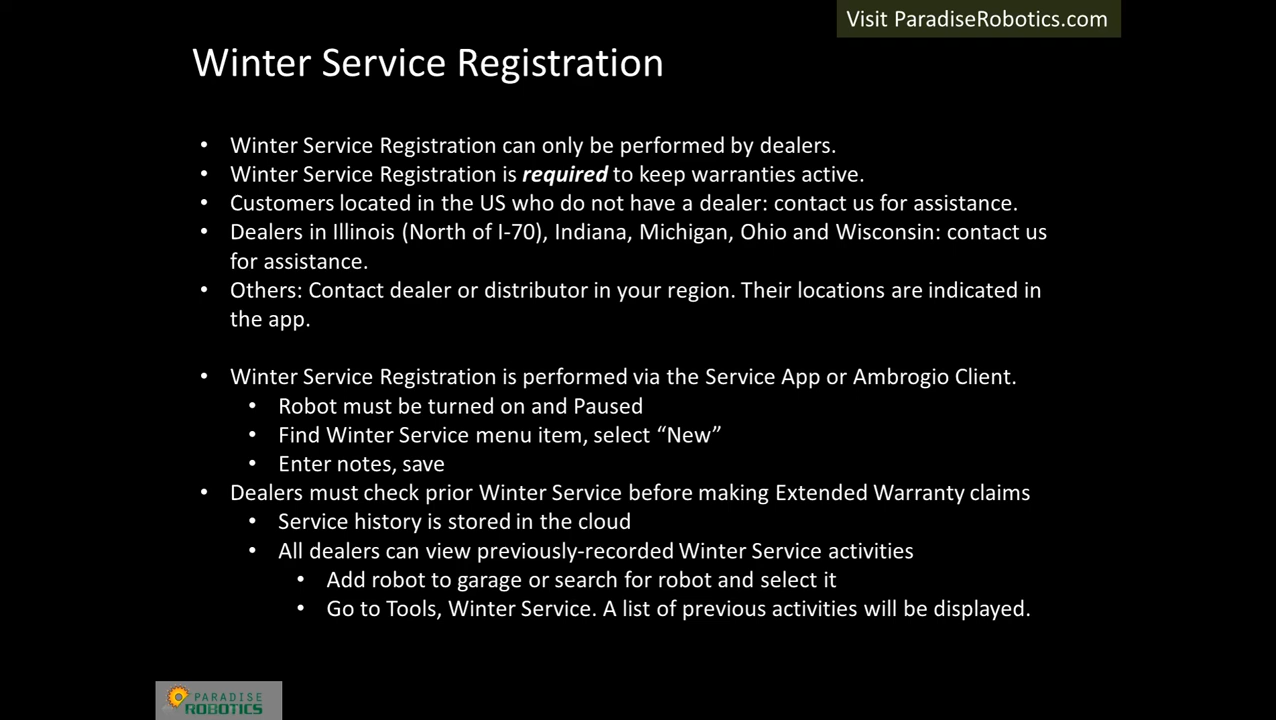 Visit ParadiseRobotics.com
Winter Service Registration
• Winter Service Registration can only be performed by dealers.
• Winter Service Registration is required to keep warranties active.
• Customers located in the US who do not have a dealer: contact us for assistance.
• Dealers in Illinois (North of I-70), Indiana, Michigan, Ohio and Wisconsin: contact us
for assistance.
• Others: Contact dealer or distributor in your region. Their locations are indicated in
the app.
• Winter Service Registration is performed via the Service App or Ambrogio Client.
• Robot must be turned on and Paused
• Find Winter Service menu item, select “New”
• Enter notes, save
• Dealers must check prior Winter Service before making Extended Warranty claims
• Service history is stored in the cloud
• All dealers can view previously-recorded Winter Service activities
• Add robot to garage or search for robot and select it
• Go to Tools, Winter Service. A list of previous activities will be displayed.
PARADISE
ROBOTICS